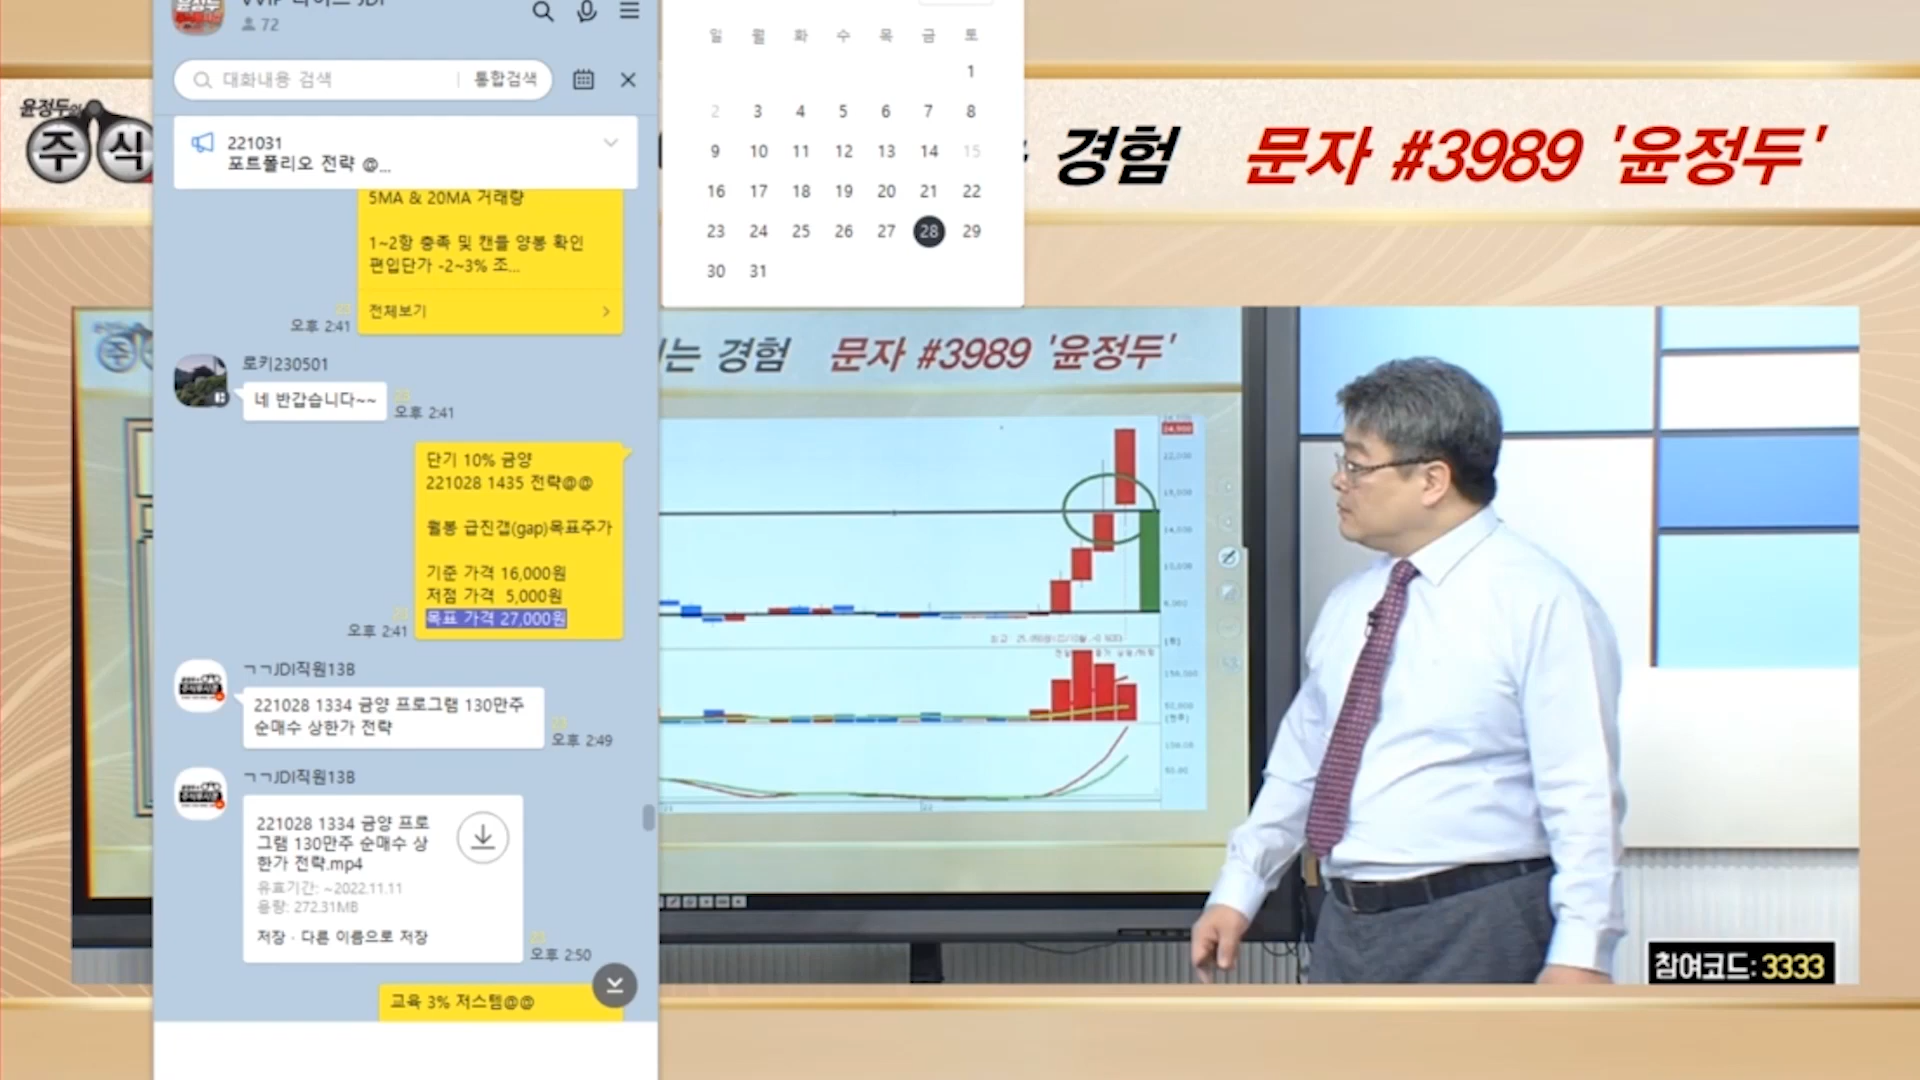 72
대화내용 검색
통합검색
221031
포트폴리오 전략 @...
5MA & 20MA 거래량
1~2항 충족 및 캔들 양봉 확인
편입단가 -2~3% 조...
전체보기
오후 2:41
로키230501
네 반갑습니다~~
오후 2:41
단기 10% 금양
221028 1435 전략@@
월봉 급진갭(gap)목표주가
기준 가격 16,000원
저점 가격 5,000원
목표 가격 27,000원
오후 2:41
ㄱㄱJDI직원13B
221028 1334 금양 프로그램 130만주
순매수 상한가 전략
오후 2:49
ㄱㄱJDI직원13B
221028 1334 금양 프로
그램 130만주 순매수 상
한가 전략.mp4
유효기간: ~2022.11.11
용량: 272.31MB
저장 · 다른 이름으로 저장
오후 2:50
교육 3% 저스템@@
일 월 화 수 목 금 토
1
2 3 4 5 6 7 8
9 10 11 12 13 14 15
16 17 18 19 20 21 22
23 24 25 26 27 28 29
30 31
윤정두의
주식
경험 문자 #3989 '윤정두'
는 경험 문자 #3989 '윤정두'
참여코드: 3333